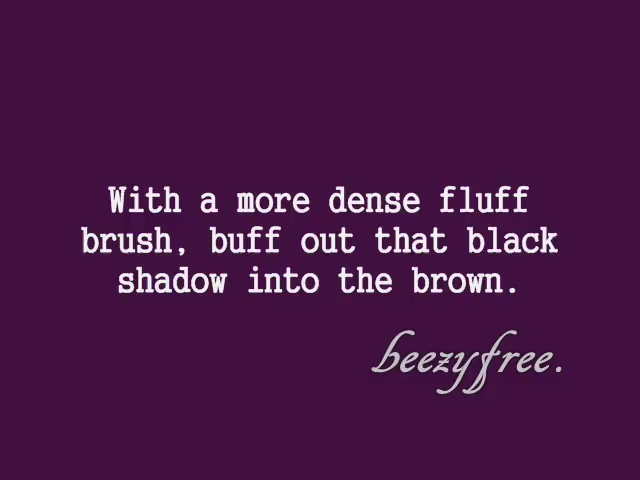 With a more dense fluff
brush, buff out that black
shadow into the brown.
beezyfree.